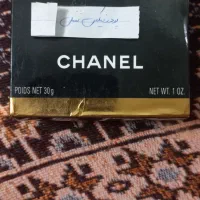 CHANEL
POIDS NET 30g NET WT. 1 OZ.